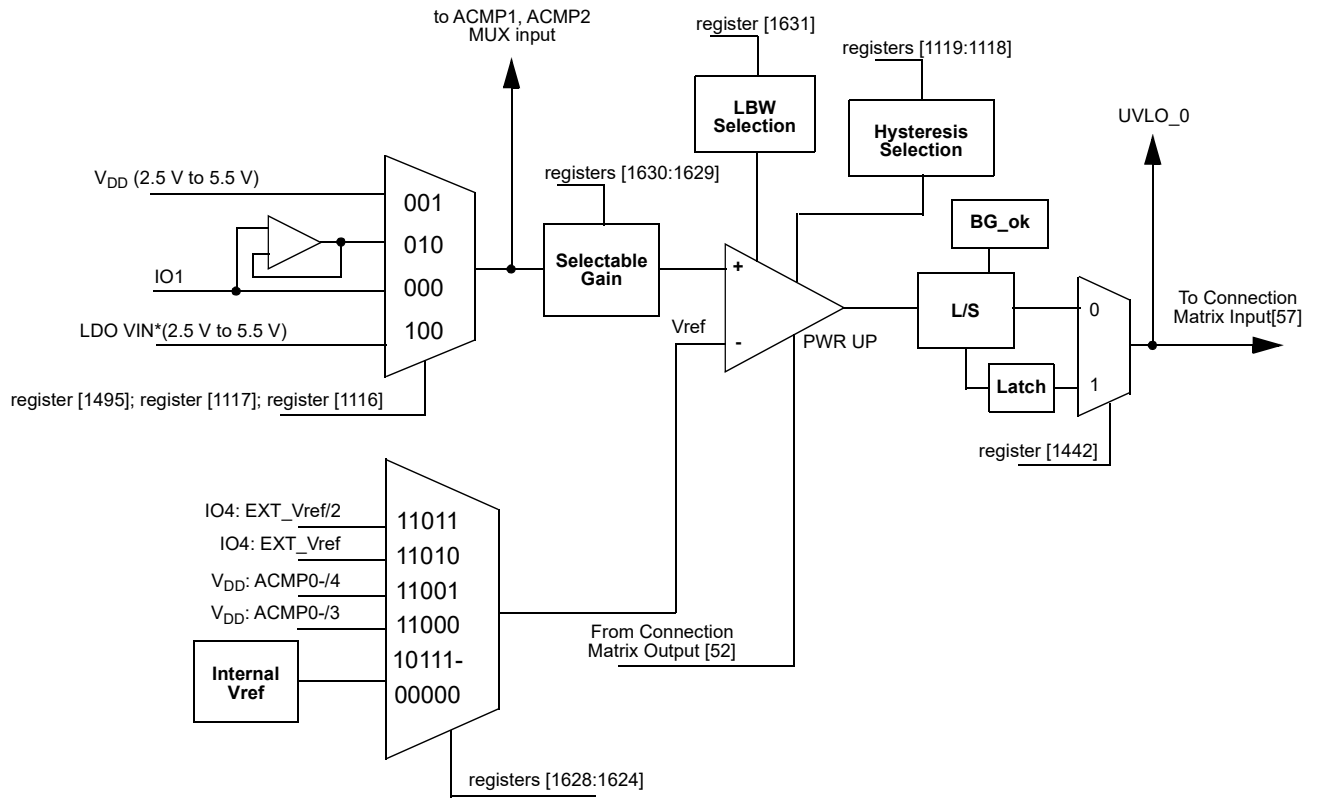 to ACMP1, ACMP2
MUX input
register [1631]
registers [1119:1118]
LBW
Selection
Hysteresis
Selection
UVLO_0
VDD (2.5 V to 5.5 V)
001
registers [1630:1629]
BG_ok
010
Selectable
Gain
+
IO1
000
L/S
0
To Connection
Matrix Input[57]
LDO VIN*(2.5 V to 5.5 V)
100
Vref
-
PWR UP
Latch
1
register [1495]; register [1117]; register [1116]
register [1442]
IO4: EXT_Vref/2
11011
IO4: EXT_Vref
11010
VDD: ACMP0-/4
11001
VDD: ACMP0-/3
11000
From Connection
Matrix Output [52]
10111-
00000
Internal
Vref
registers [1628:1624]